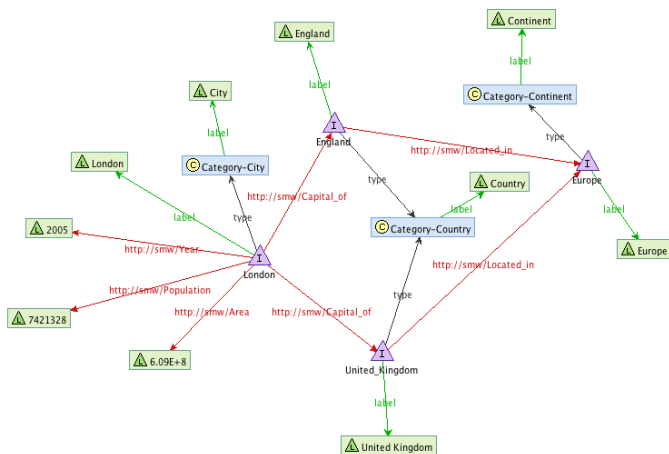 L Continent
L England
label
L City
label
C Category-Continent
label
I
England
type
L London
C Category-City
http://smw/Located_in
I
Europe
type
L Country
http://smw/Capital_of
label
label
type
label
L 2005
C Category-Country
http://smw/Year
I
London
http://smw/Located_in
L Europe
http://smw/Population
type
L 7421328
http://smw/Area
http://smw/Capital_of
L 6.09E+8
I
United_Kingdom
label
L United Kingdom